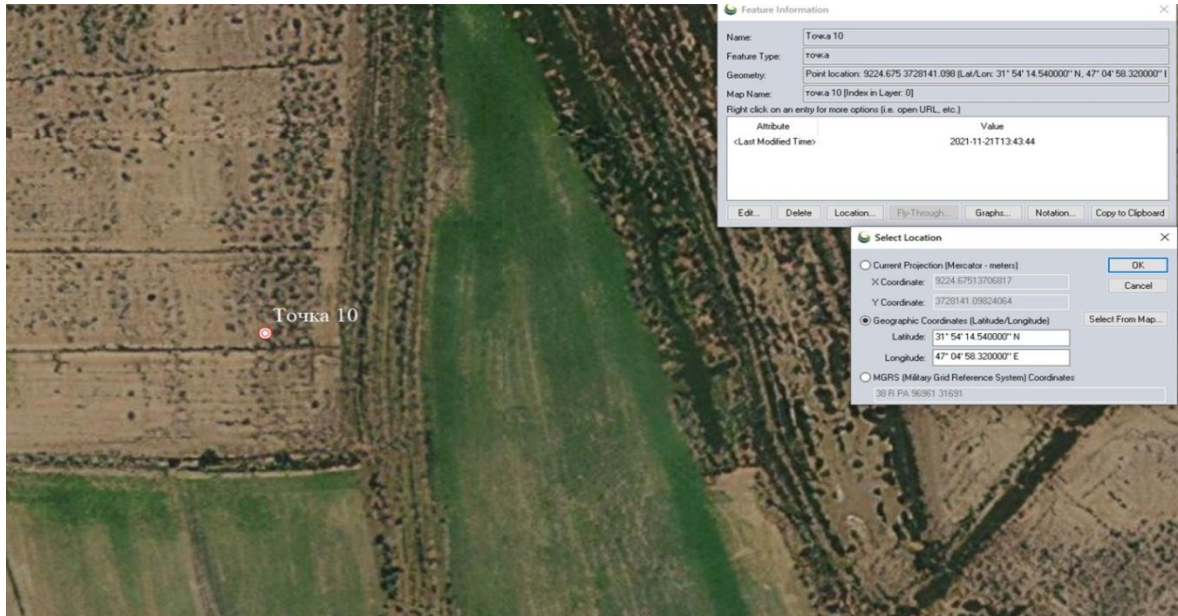 Точка 10
Feature Information
Name: Точка 10
Feature Type: точка
Geometry: Point location: 9224.675 3728141.098 (Lat/Lon: 31° 54' 14.540000" N, 47° 04' 58.320000" E
Map Name: точка 10 [Index in Layer: 0]
Right click on an entry for more options (i.e. open URL, etc.)
Attribute Value
<Last Modified Time> 2021-11-21T13:43:44
Edit... Delete Location... Fly-Through... Graphs... Notation... Copy to Clipboard
Select Location
Current Projection (Mercator - meters) OK
X Coordinate: 9224.67513706817 Cancel
Y Coordinate: 3728141.09824064
Geographic Coordinates (Latitude/Longitude) Select From Map...
Latitude: 31° 54' 14.540000" N
Longitude: 47° 04' 58.320000" E
MGRS (Military Grid Reference System) Coordinates
38 R PA 96961 31691